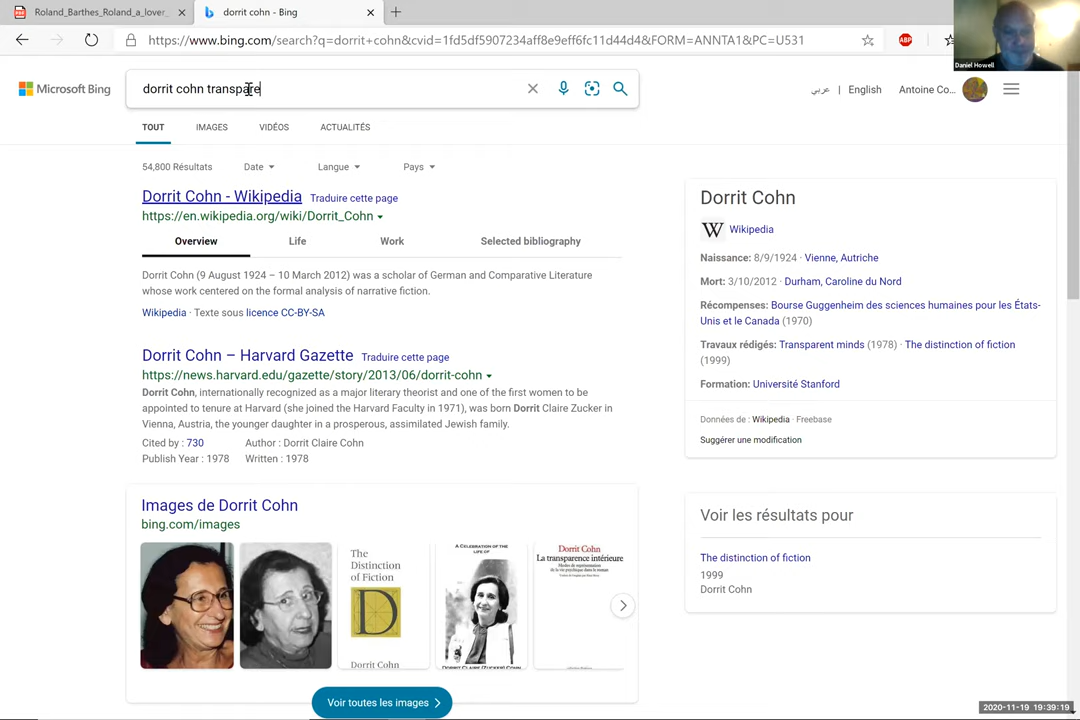 Roland_Barthes_Roland_a_lover_
dorrit cohn - Bing
https://www.bing.com/search?q=dorrit+cohn&cvid=1fd5df5907234aff8e9eff6fc11d44d4&FORM=ANNTA1&PC=U531
ABP
Daniel Howell
Microsoft Bing
dorrit cohn transpare
عربي | English
Antoine Co...
TOUT
IMAGES
VIDÉOS
ACTUALITÉS
54,800 Résultats
Date
Langue
Pays
Dorrit Cohn - Wikipedia
Traduire cette page
https://en.wikipedia.org/wiki/Dorrit_Cohn
Overview
Life
Work
Selected bibliography
Dorrit Cohn (9 August 1924 – 10 March 2012) was a scholar of German and Comparative Literature
whose work centered on the formal analysis of narrative fiction.
Wikipedia · Texte sous licence CC-BY-SA
Dorrit Cohn – Harvard Gazette
Traduire cette page
https://news.harvard.edu/gazette/story/2013/06/dorrit-cohn
Dorrit Cohn, internationally recognized as a major literary theorist and one of the first women to be
appointed to tenure at Harvard (she joined the Harvard Faculty in 1971), was born Dorrit Claire Zucker in
Vienna, Austria, the younger daughter in a prosperous, assimilated Jewish family.
Cited by : 730
Author : Dorrit Claire Cohn
Publish Year : 1978
Written : 1978
Images de Dorrit Cohn
bing.com/images
The
Distinction
of Fiction
D
Dorrit Cohn
A CELEBRATION OF THE
LIFE OF
DORRIT CLAIRE (ZUCKER) COHN
Dorrit Cohn
La transparence intérieure
Voir toutes les images
Dorrit Cohn
W
Wikipedia
Naissance: 8/9/1924 · Vienne, Autriche
Mort: 3/10/2012 · Durham, Caroline du Nord
Récompenses: Bourse Guggenheim des sciences humaines pour les États-
Unis et le Canada (1970)
Travaux rédigés: Transparent minds (1978) · The distinction of fiction
(1999)
Formation: Université Stanford
Données de : Wikipedia · Freebase
Suggérer une modification
Voir les résultats pour
The distinction of fiction
1999
Dorrit Cohn
2020-11-19 19:39:19